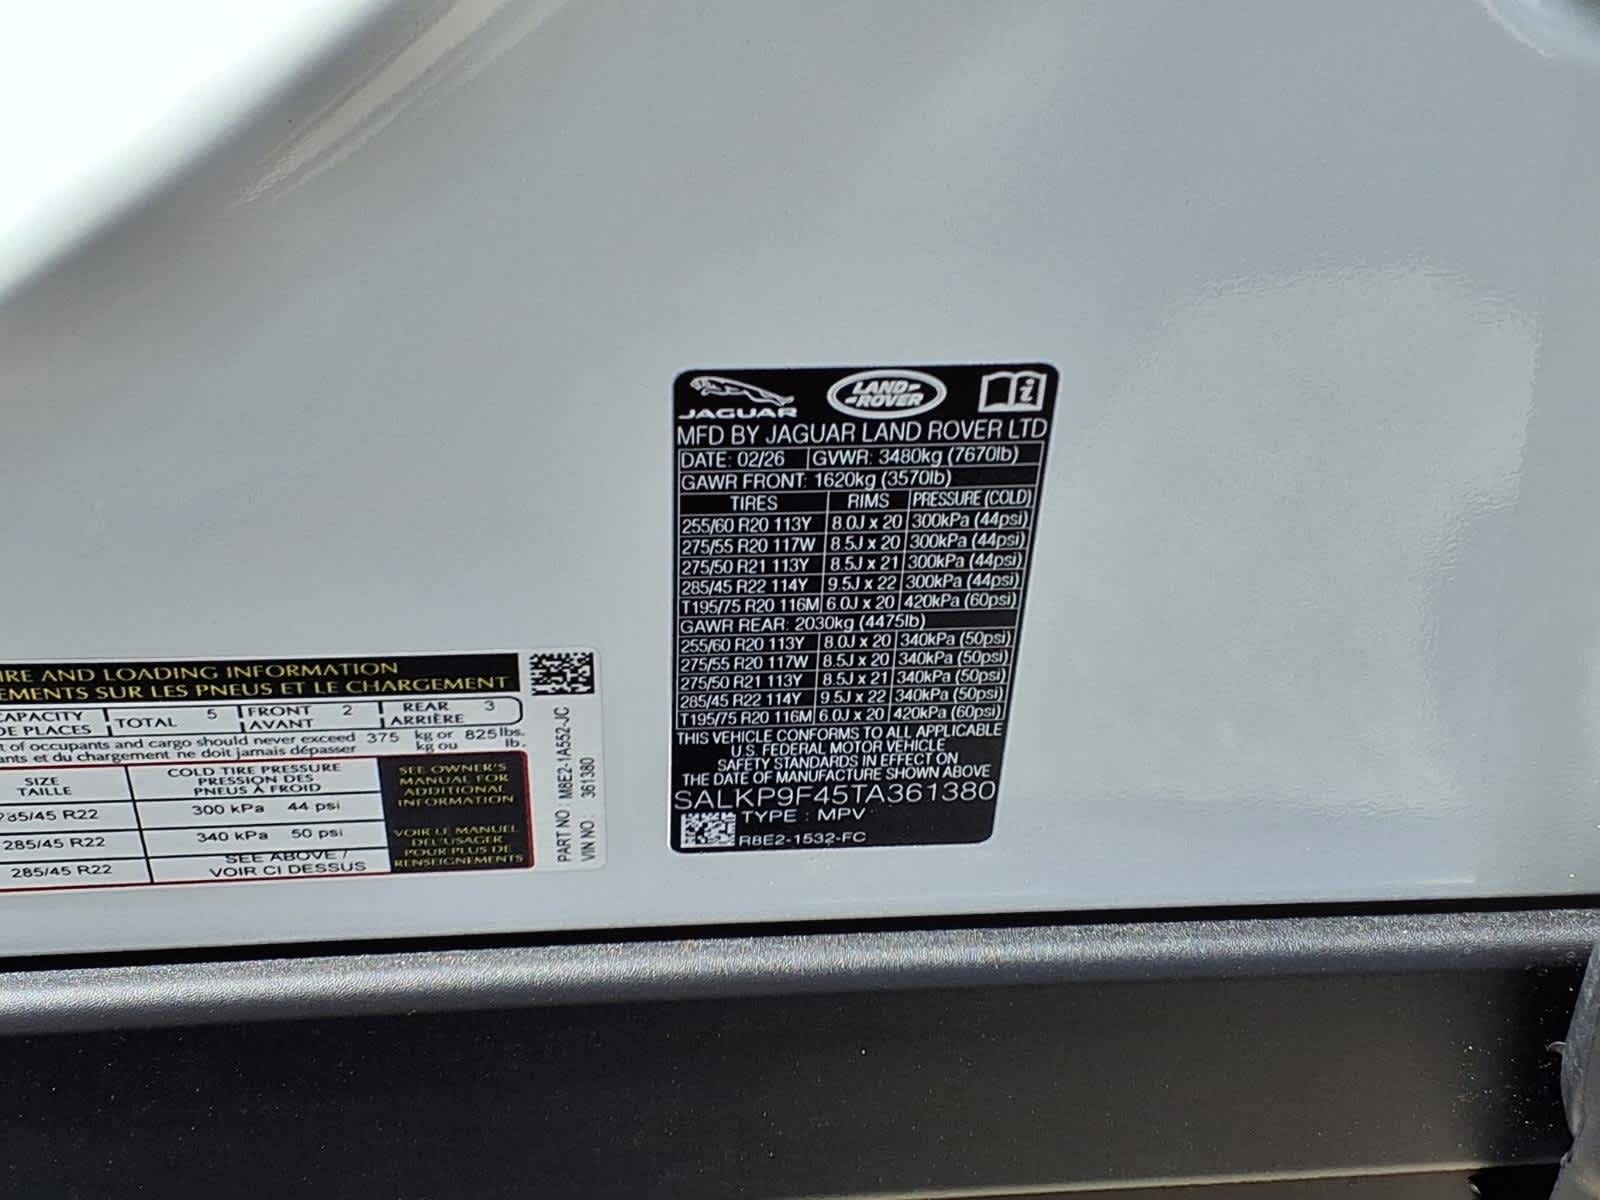 IRE AND LOADING INFORMATION
EMENTS SUR LES PNEUS ET LE CHARGEMENT
CAPACITY
DE PLACES
TOTAL 5
FRONT 2
AVANT
REAR 3
ARRIÈRE
t of occupants and cargo should never exceed 375 kg or 825 lbs.
ants et du chargement ne doit jamais dépasser kg ou lb.
SIZE
TAILLE
COLD TIRE PRESSURE
PRESSION DES
PNEUS À FROID
285/45 R22 300 kPa 44 psi
285/45 R22 340 kPa 50 psi
285/45 R22 SEE ABOVE /
VOIR CI DESSUS
SEE OWNER'S
MANUAL FOR
ADDITIONAL
INFORMATION
VOIR LE MANUEL
DE L'USAGER
POUR PLUS DE
RENSEIGNEMENTS
PART NO : M8E2-1A552-JC
VIN NO : 361380
JAGUAR
LAND-
-ROVER
MFD BY JAGUAR LAND ROVER LTD
DATE: 02/26 GVWR: 3480kg (7670lb)
GAWR FRONT: 1620kg (3570lb)
TIRES RIMS PRESSURE (COLD)
255/60 R20 113Y 8.0J x 20 300kPa (44psi)
275/55 R20 117W 8.5J x 20 300kPa (44psi)
275/50 R21 113Y 8.5J x 21 300kPa (44psi)
285/45 R22 114Y 9.5J x 22 300kPa (44psi)
T195/75 R20 116M 6.0J x 20 420kPa (60psi)
GAWR REAR: 2030kg (4475lb)
255/60 R20 113Y 8.0J x 20 340kPa (50psi)
275/55 R20 117W 8.5J x 20 340kPa (50psi)
275/50 R21 113Y 8.5J x 21 340kPa (50psi)
285/45 R22 114Y 9.5J x 22 340kPa (50psi)
T195/75 R20 116M 6.0J x 20 420kPa (60psi)
THIS VEHICLE CONFORMS TO ALL APPLICABLE
U.S. FEDERAL MOTOR VEHICLE
SAFETY STANDARDS IN EFFECT ON
THE DATE OF MANUFACTURE SHOWN ABOVE
SALKP9F45TA361380
TYPE : MPV
R8E2-1532-FC